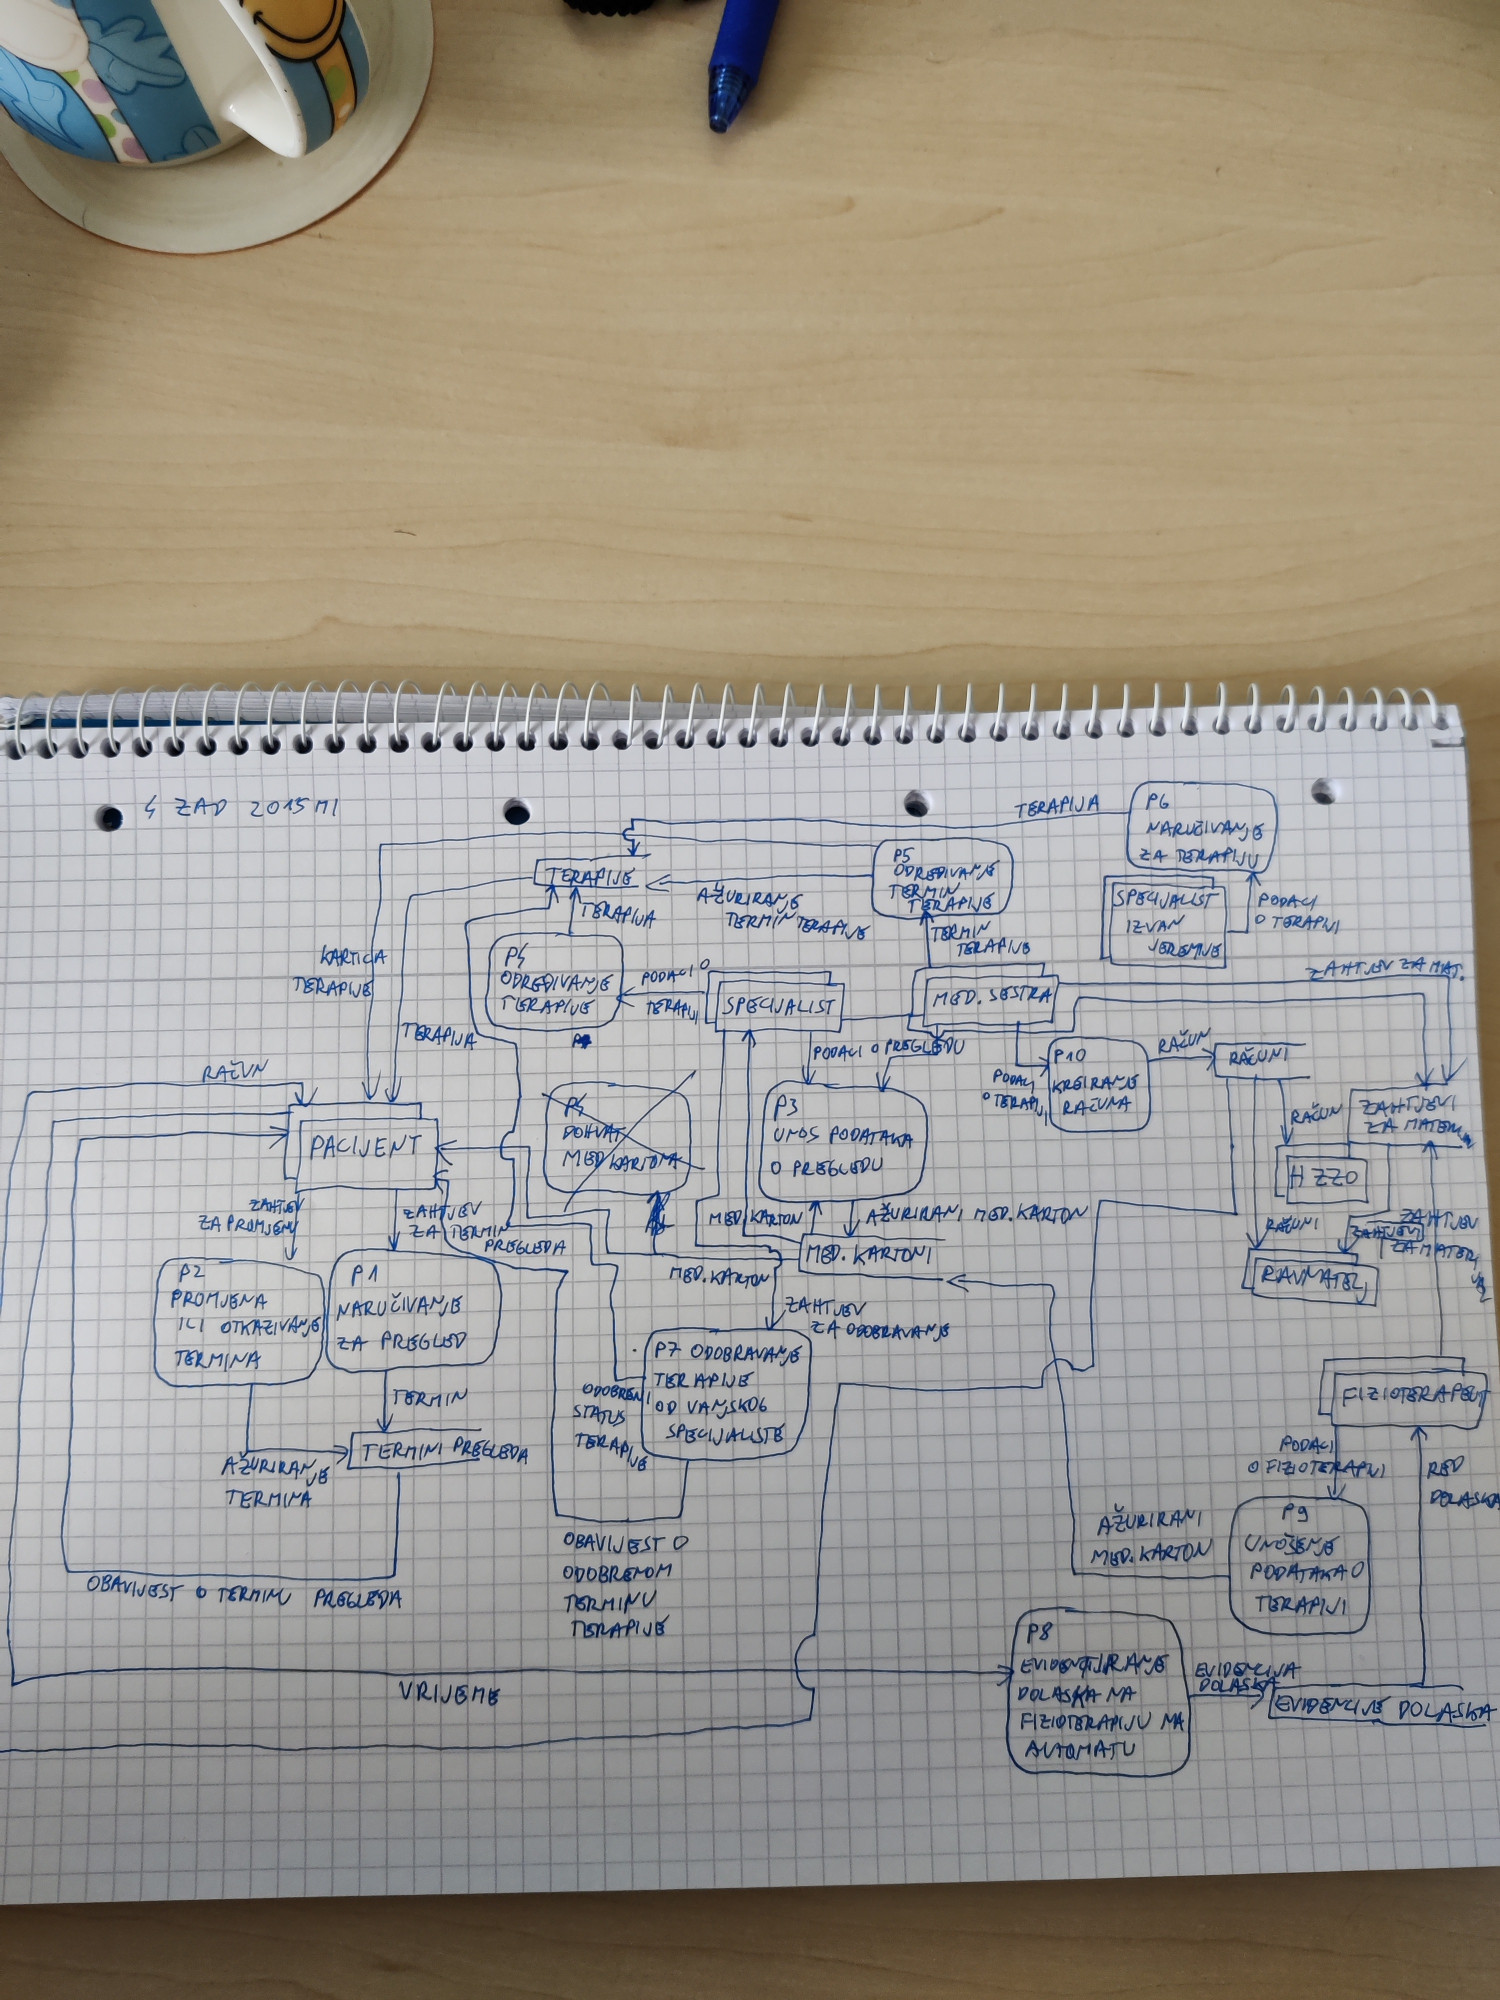 4 ZAD 2015 MI
TERAPIJA
P6
NARUČIVANJE
ZA TERAPIJU
P5
ODREĐIVANJE
TERMIN
TERAPIJE
TERAPIJE
AŽURIRANJE
TERMIN TERAPIJE
SPECIJALIST
IZVAN
JEREMIJE
PODACI
O TERAPIJI
TERAPIJA
TERMIN
TERAPIJE
KARTICA
TERAPIJE
P4
ODREĐIVANJE
TERAPIJE
PODACI O
TERAPIJI
SPECIJALIST
MED. SESTRA
ZAHTJEV ZA MAT.
TERAPIJA
PODACI O PREGLEDU
P10
KREIRANJE
RAČUNA
PODACI
O TERAPIJI
RAČUN
RAČUNI
RAČUN
RAČUN
PACIJENT
DOHVAT
MED KARTONA
P3
UNOS PODATAKA
O PREGLEDU
ZAHTJEVI
ZA MATER
HZZO
ZAHTJEV
ZA PROMJENU
ZAHTJEV
ZA TERMIN
PREGLEDA
MED. KARTON
AŽURIRANI MED. KARTON
RAČUNI
ZAHTJEV
ZA MATER
RAVNATELJ
MED. KARTONI
MED. KARTON
P2
PROMJENA
ILI OTKAZIVANJE
TERMINA
P1
NARUČIVANJE
ZA PREGLED
ZAHTJEV
ZA ODOBRAVANJE
P7 ODOBRAVANJE
TERAPIJE
OD VANJSKOG
SPECIJALISTE
ODOBRENI
STATUS
TERAPIJE
FIZIOTERAPEUT
TERMIN
TERMINI PREGLEDA
AŽURIRANJE
TERMINA
PODACI
O FIZIOTERAPIJI
RED
DOLASKA
P9
UNOŠENJE
PODATAKA O
TERAPIJI
AŽURIRANI
MED. KARTON
OBAVIJEST O
ODOBRENOM
TERMINU
TERAPIJE
OBAVIJEST O TERMINU PREGLEDA
P8
EVIDENTIRANJE
DOLASKA NA
FIZIOTERAPIJU NA
AUTOMATU
EVIDENCIJA
DOLASKA
EVIDENCIJE DOLASKA
VRIJEME